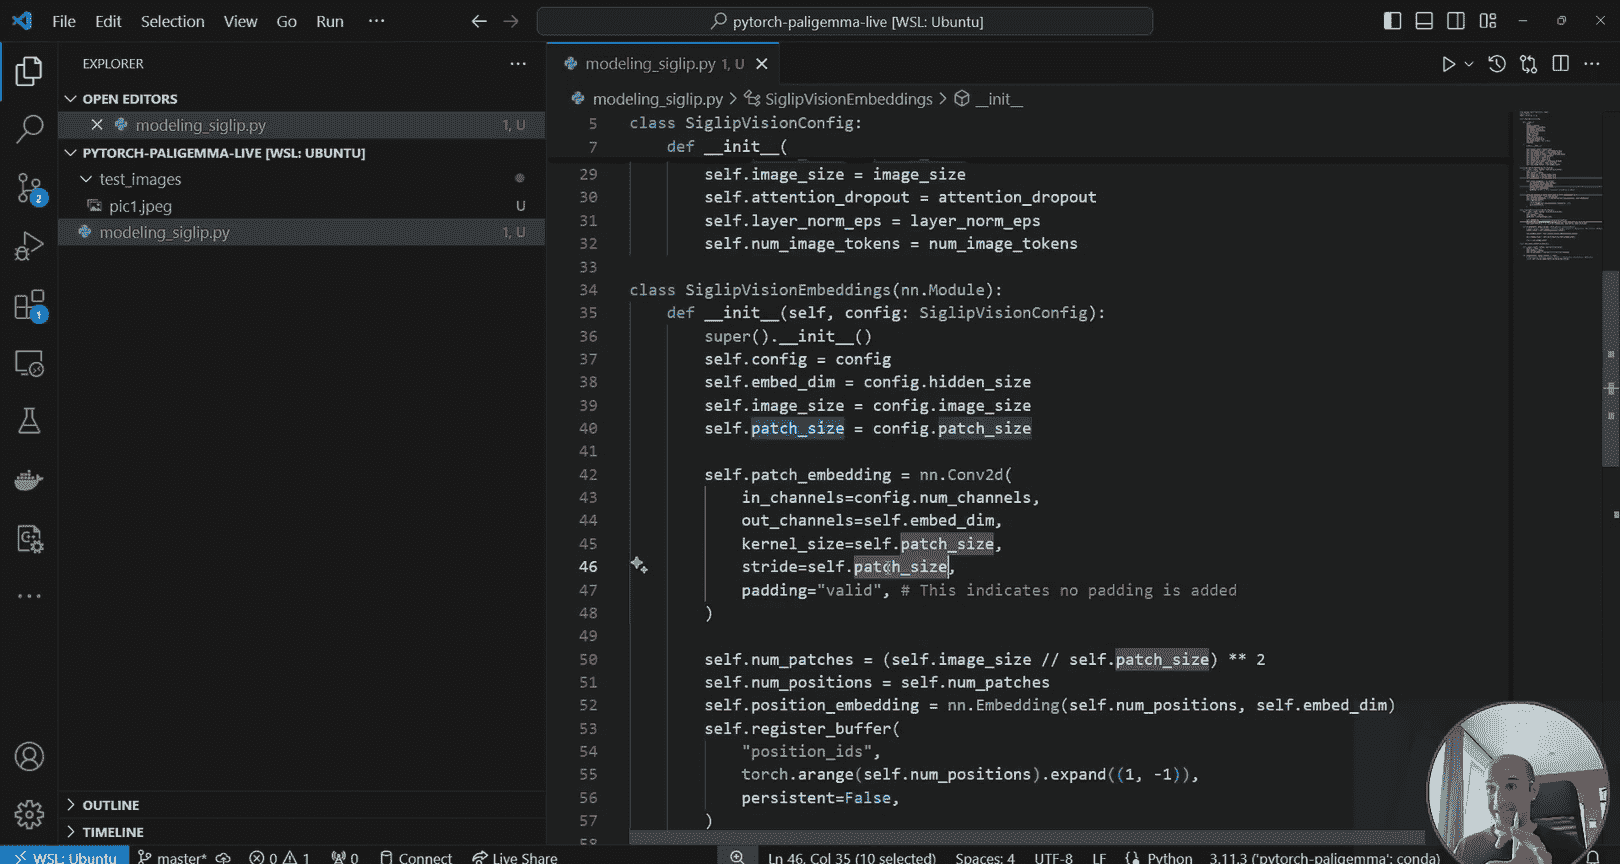 File Edit Selection View Go Run ··· pytorch-paligemma-live [WSL: Ubuntu]
EXPLORER ···
OPEN EDITORS
modeling_siglip.py 1, U
PYTORCH-PALIGEMMA-LIVE [WSL: UBUNTU]
test_images
pic1.jpeg U
modeling_siglip.py 1, U
2
1
OUTLINE
TIMELINE
modeling_siglip.py 1, U
modeling_siglip.py > SiglipVisionEmbeddings > __init__
5 class SiglipVisionConfig:
7 def __init__(
29 self.image_size = image_size
30 self.attention_dropout = attention_dropout
31 self.layer_norm_eps = layer_norm_eps
32 self.num_image_tokens = num_image_tokens
33
34 class SiglipVisionEmbeddings(nn.Module):
35 def __init__(self, config: SiglipVisionConfig):
36 super().__init__()
37 self.config = config
38 self.embed_dim = config.hidden_size
39 self.image_size = config.image_size
40 self.patch_size = config.patch_size
41
42 self.patch_embedding = nn.Conv2d(
43 in_channels=config.num_channels,
44 out_channels=self.embed_dim,
45 kernel_size=self.patch_size,
46 stride=self.patch_size,
47 padding="valid", # This indicates no padding is added
48 )
49
50 self.num_patches = (self.image_size // self.patch_size) ** 2
51 self.num_positions = self.num_patches
52 self.position_embedding = nn.Embedding(self.num_positions, self.embed_dim)
53 self.register_buffer(
54 "position_ids",
55 torch.arange(self.num_positions).expand((1, -1)),
56 persistent=False,
57 )
58
WSL: Ubuntu master* 0 1 0 Connect Live Share Ln 46, Col 35 (10 selected) Spaces: 4 UTF-8 LF Python 3.11.3 ('pytorch-paligemma': conda)